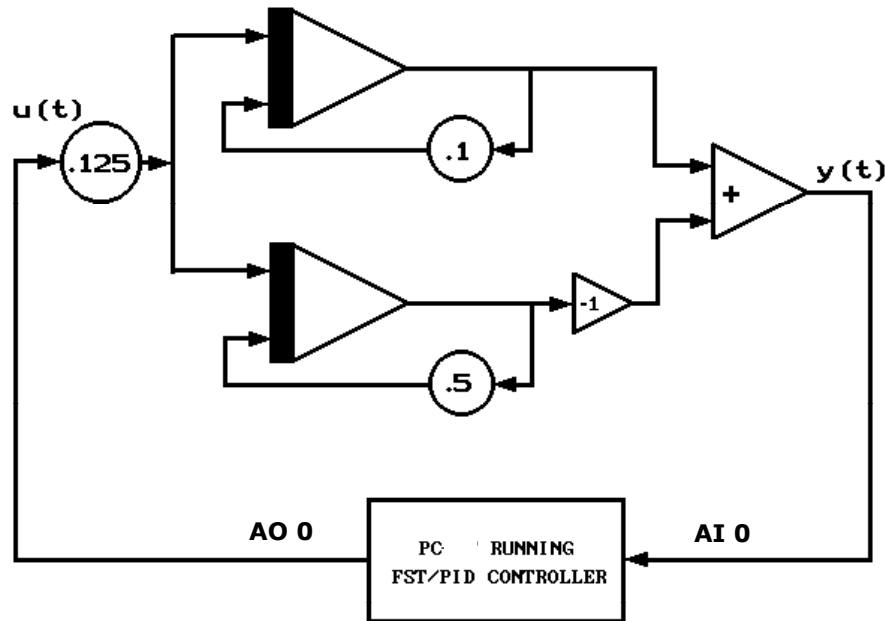 u(t)
.125
.1
+
y(t)
-1
.5
AO 0
AI 0
PC RUNNING
FST/PID CONTROLLER